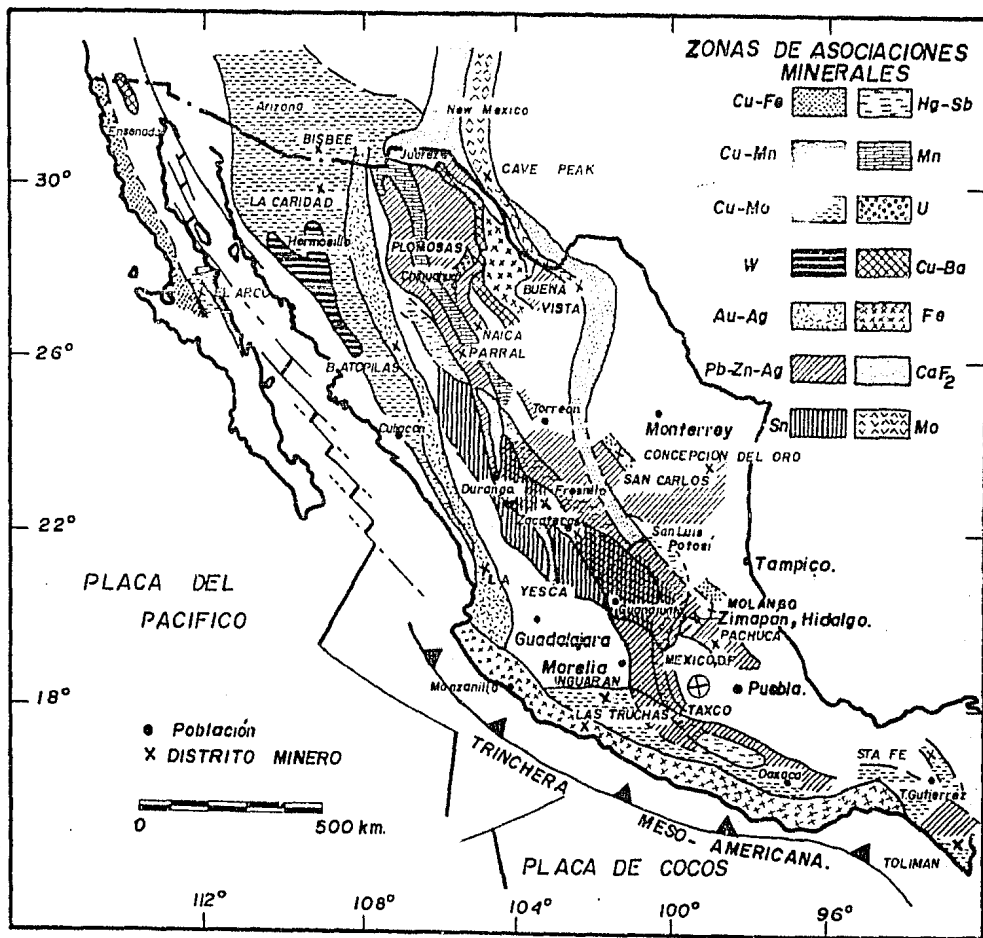 ZONAS DE ASOCIACIONES
MINERALES
Cu-Fe
Hg-Sb
Cu-Mn
Mn
Cu-Mo
U
W
Cu-Ba
Au-Ag
Fe
Pb-Zn-Ag
CaF2
Sn
Mo
Arizona
New Mexico
BISBEE
Juárez
CAVE PEAK
30°
LA CARIDAD
Hermosillo
PLOMOSAS
Chihuahua
BUENA
VISTA
EL ARCO
NAICA
26°
PARRAL
BATOPILAS
Torreón
Monterrey
Culiacan
CONCEPCION DEL ORO
SAN CARLOS
Durango
Fresnillo
22°
Zacatecas
San Luis
Potosí
Tampico.
PLACA DEL
PACIFICO
LA
YESCA
Guanajuato
MOLANGO
Zimapan, Hidalgo.
PACHUCA
Guadalajara
Morelia
MEXICO, D.F.
INGUARAN
Puebla.
18°
Manzanillo
LAS TRUCHAS
TAXCO
Población
X DISTRITO MINERO
TRINCHERA
MESO-AMERICANA.
Oaxaca
STA FE
T. Gutierrez
0
500 km.
PLACA DE COCOS
TOLIMAN
112°
108°
104°
100°
96°